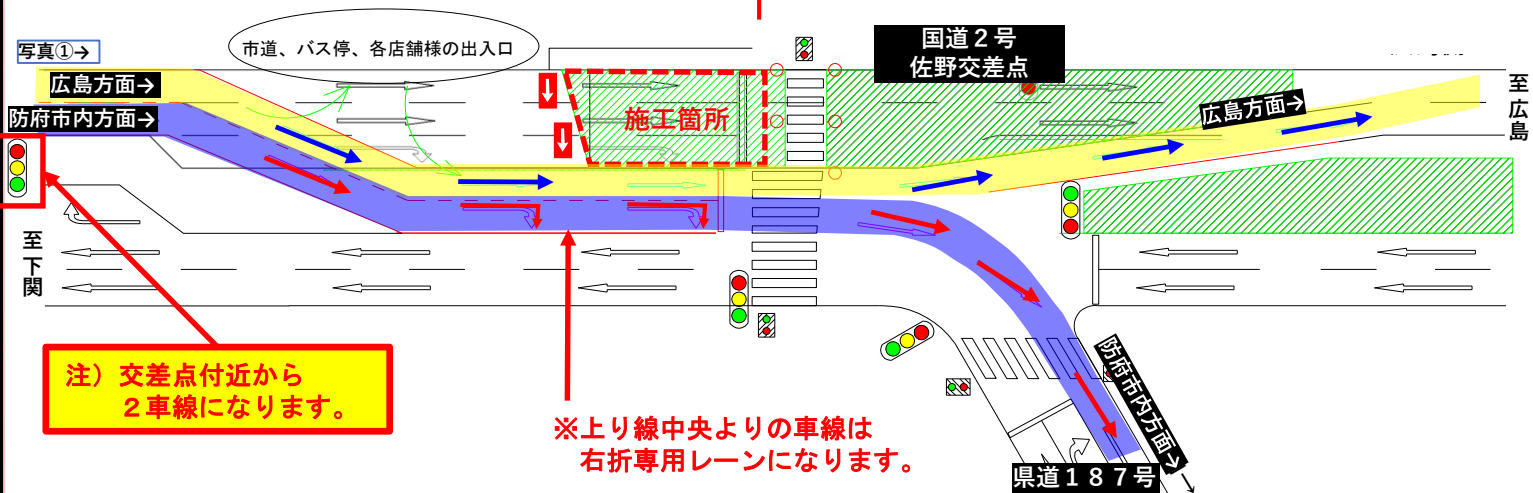 写真①→
市道、バス停、各店舗様の出入口
国道２号
佐野交差点
広島方面→
防府市内方面→
施工箇所
広島方面→
至広島
至下関
注）交差点付近から
２車線になります。
※上り線中央よりの車線は
右折専用レーンになります。
防府市内方面→
県道１８７号